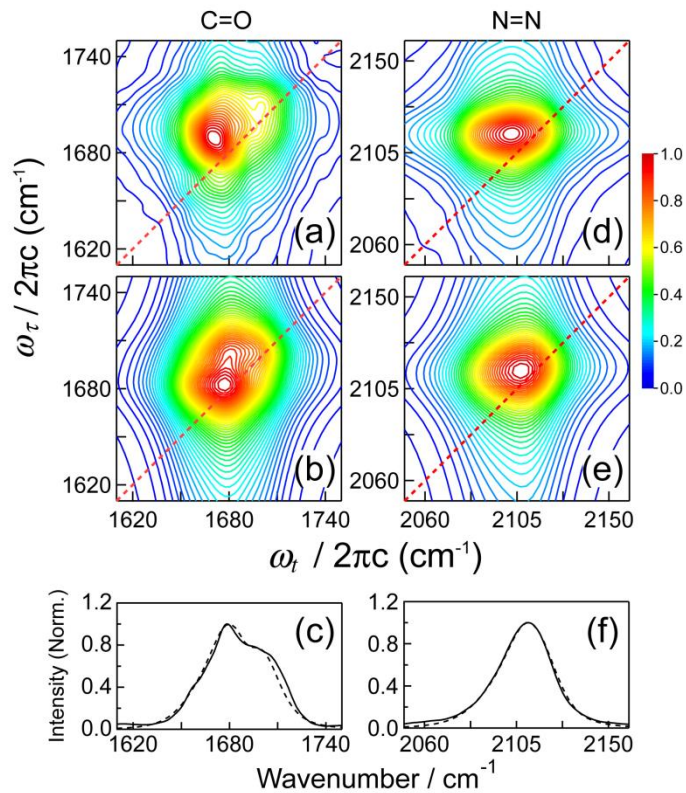 C=O N=N
1740
1680
1620
(a)
2150
2105
2060
(d)
1.0
0.8
0.6
0.4
0.2
0.0
ω_τ / 2πc (cm⁻¹)
1740
1680
1620
(b)
2150
2105
2060
(e)
1620 1680 1740 2060 2105 2150
ω_t / 2πc (cm⁻¹)
Intensity (Norm.)
1.2
0.8
0.4
0.0
(c)
1.2
0.8
0.4
0.0
(f)
1620 1680 1740 2060 2105 2150
Wavenumber / cm⁻¹